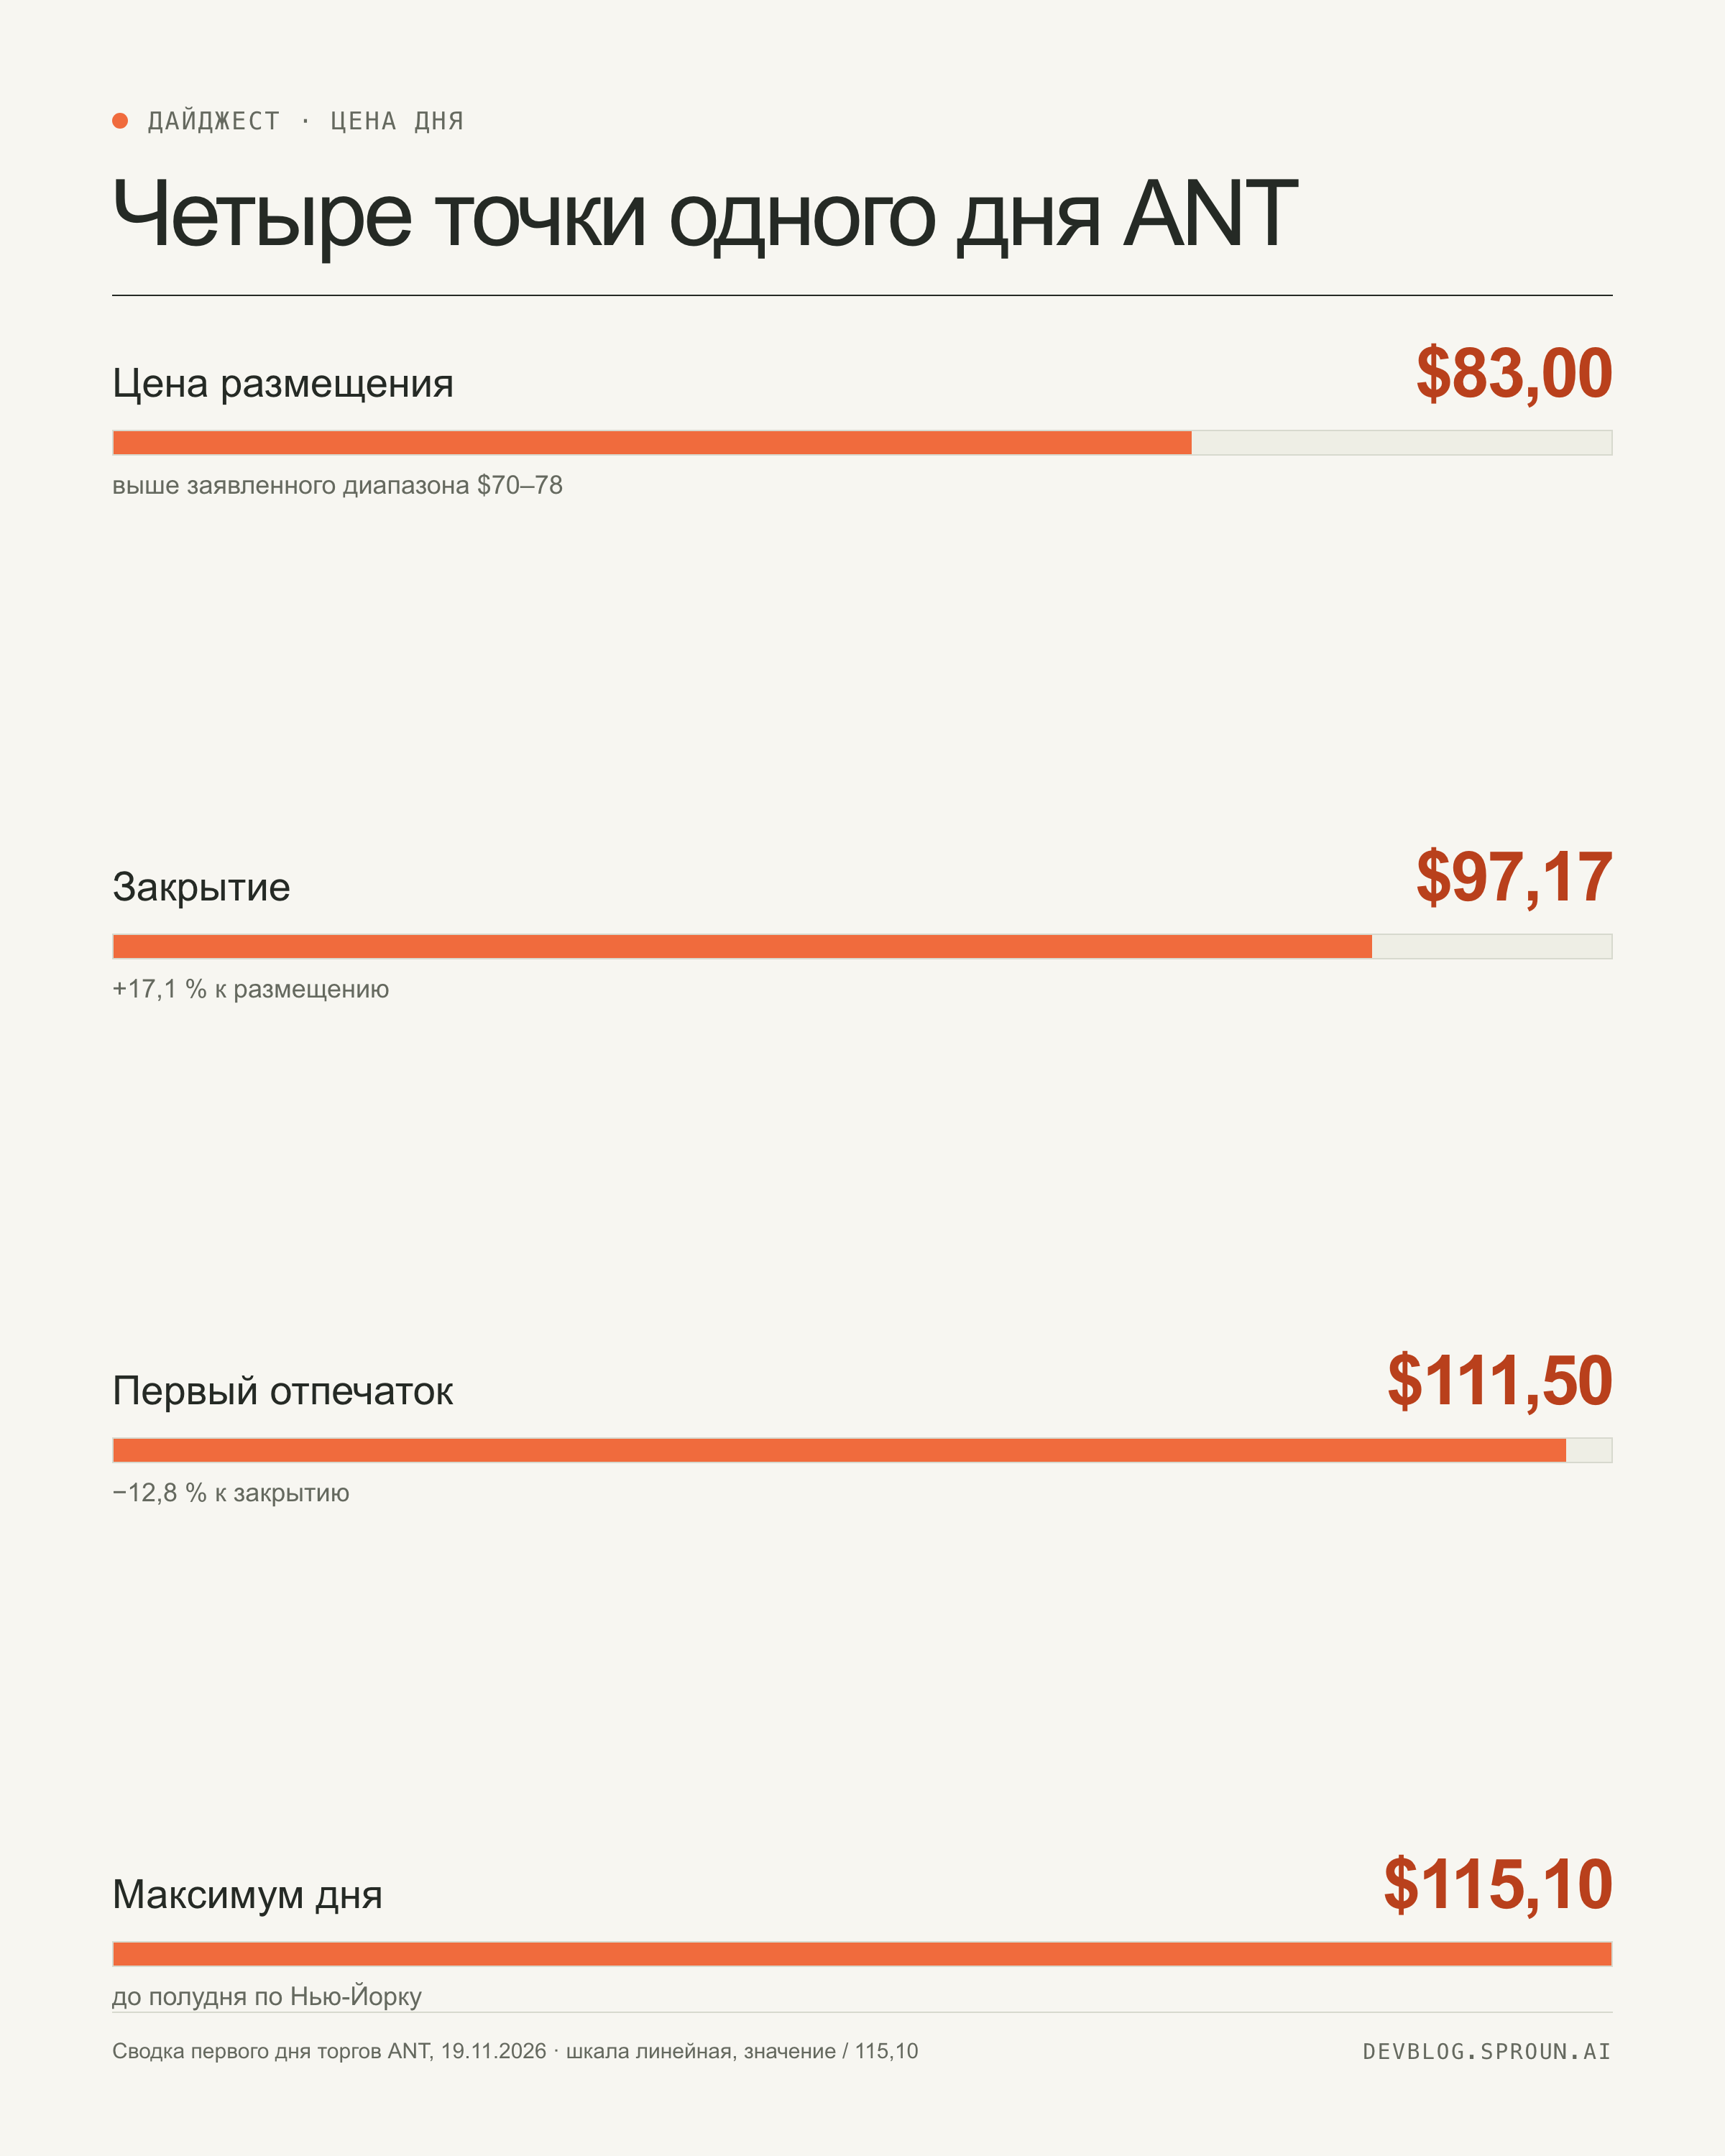 ДАЙДЖЕСТ · ЦЕНА ДНЯ
Четыре точки одного дня ANT
Цена размещения $83,00
выше заявленного диапазона $70–78
Закрытие $97,17
+17,1 % к размещению
Первый отпечаток $111,50
−12,8 % к закрытию
Максимум дня $115,10
до полудня по Нью-Йорку
Сводка первого дня торгов ANT, 19.11.2026 · шкала линейная, значение / 115,10 DEVBLOG.SPROUN.AI